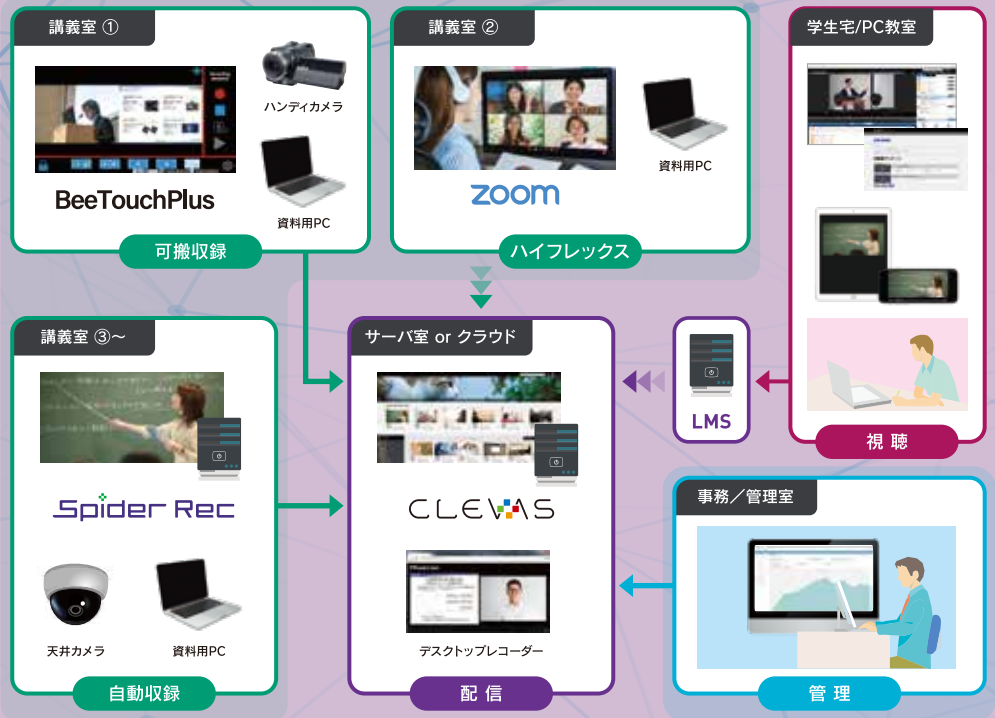 講義室 ①
ハンディカメラ
BeeTouchPlus
資料用PC
可搬収録
講義室 ②
資料用PC
zoom
ハイフレックス
学生宅/PC教室
視 聴
講義室 ③〜
Spider Rec
天井カメラ
資料用PC
自動収録
サーバ室 or クラウド
CLEVAS
デスクトップレコーダー
配 信
LMS
事務／管理室
管 理